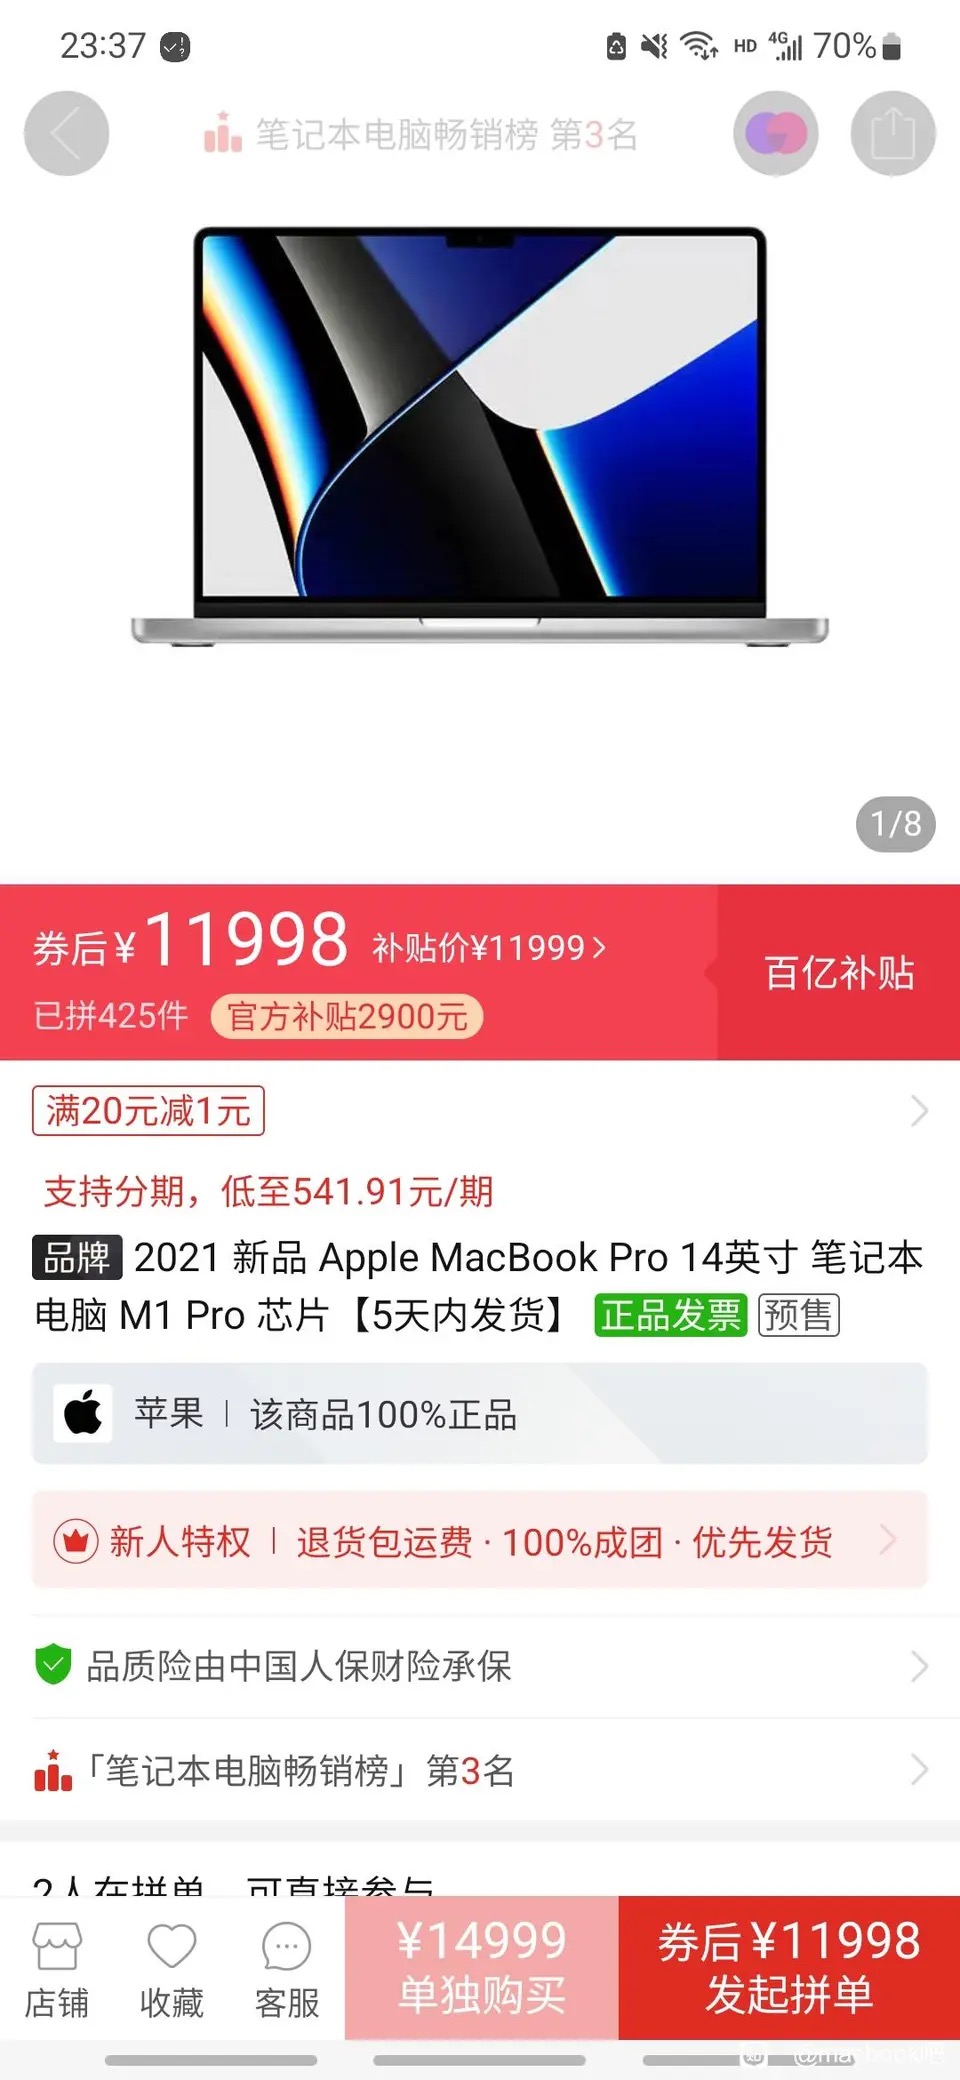 23:37
HD 4G 70%
笔记本电脑畅销榜 第3名
1/8
券后¥11998 补贴价¥11999
百亿补贴
已拼425件 官方补贴2900元
满20元减1元
支持分期，低至541.91元/期
品牌 2021 新品 Apple MacBook Pro 14英寸 笔记本
电脑 M1 Pro 芯片【5天内发货】 正品发票 预售
苹果 | 该商品100%正品
新人特权 | 退货包运费 · 100%成团 · 优先发货
品质险由中国人保财险承保
「笔记本电脑畅销榜」第3名
2人在拼单，可直接参与
店铺
收藏
客服
¥14999
单独购买
券后 ¥11998
发起拼单
@macbook吧